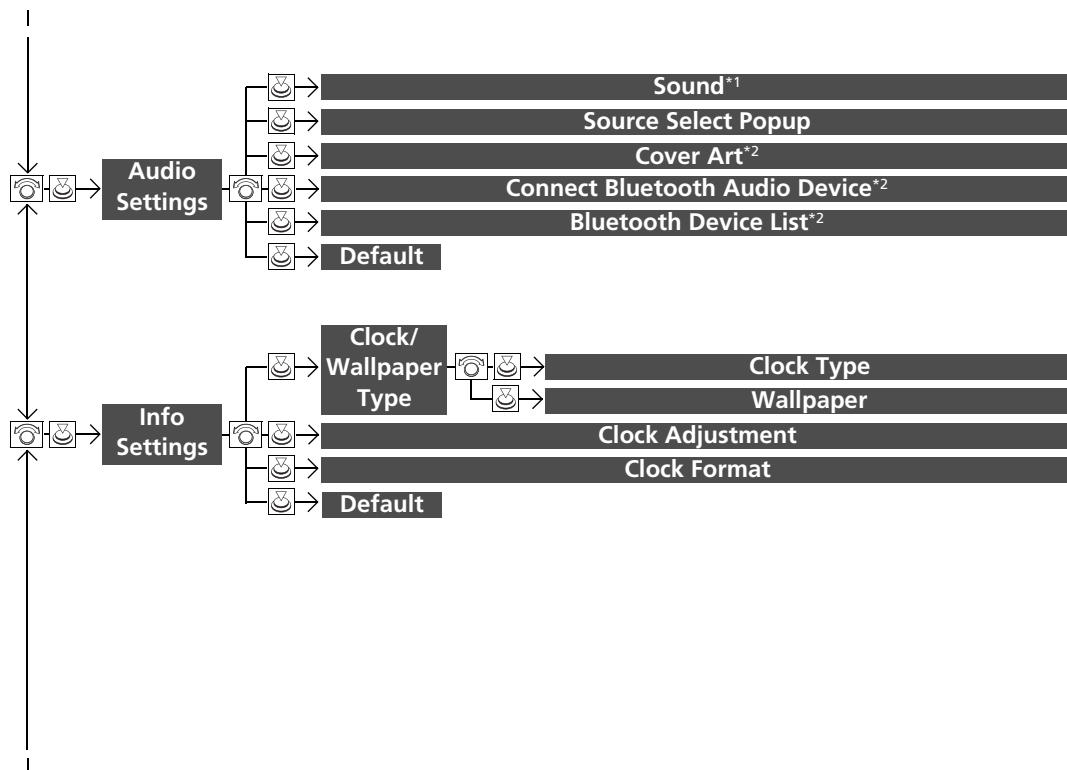 Sound*1
Source Select Popup
Cover Art*2
Audio
Settings
Connect Bluetooth Audio Device*2
Bluetooth Device List*2
Default
Clock/
Wallpaper
Type
Clock Type
Wallpaper
Info
Settings
Clock Adjustment
Clock Format
Default